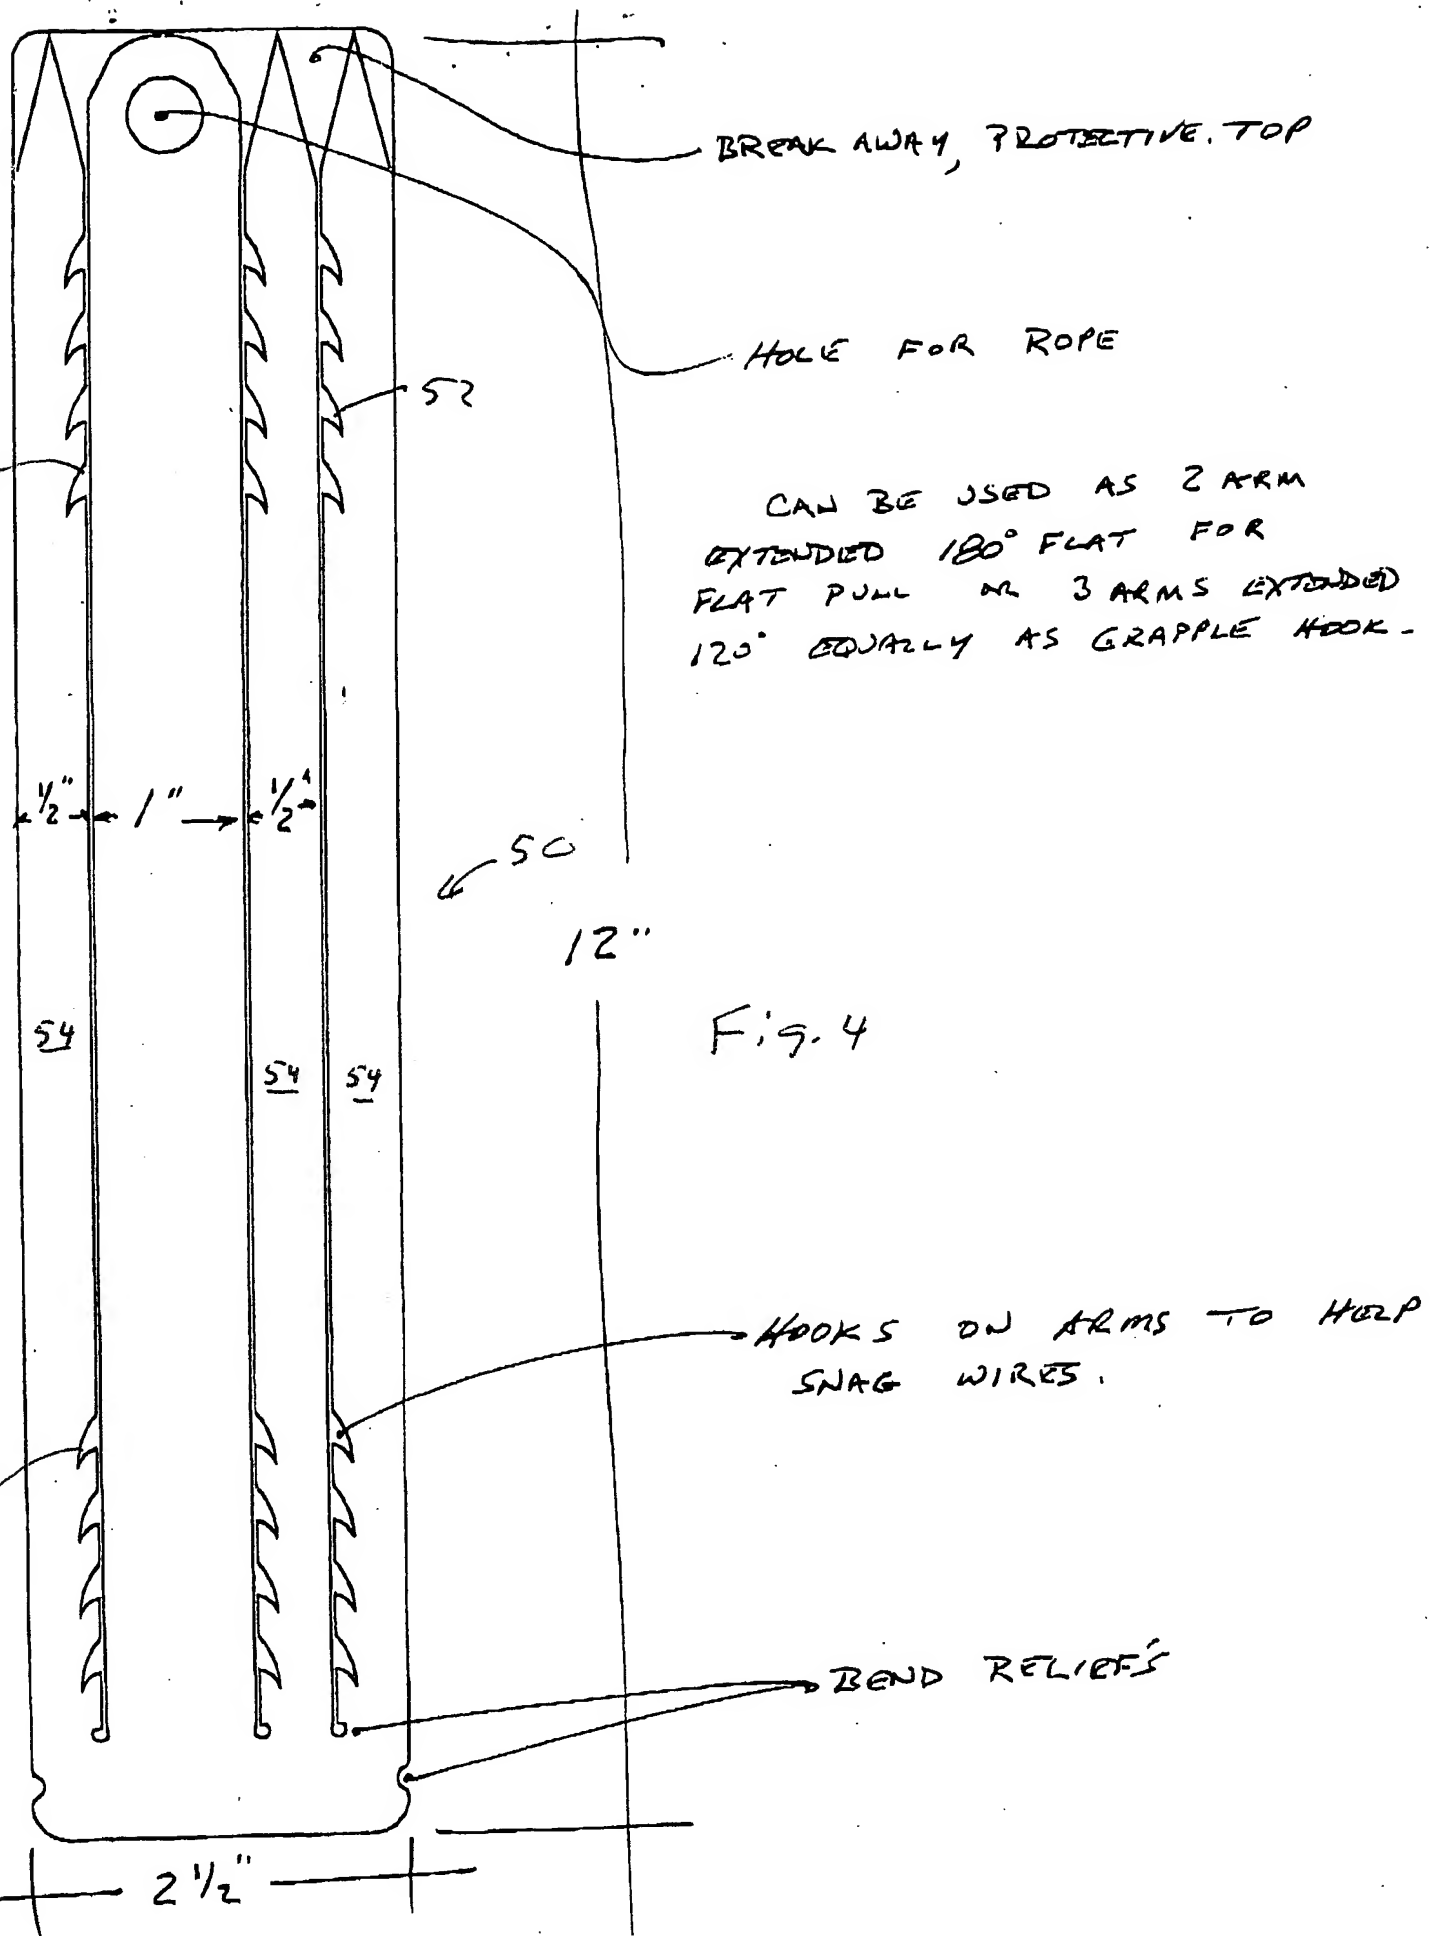 BREAK AWAY, PROTECTIVE. TOP
HOLE FOR ROPE
52
CAN BE USED AS 2 ARM
EXTENDED 180° FLAT FOR
FLAT PULL OR 3 ARMS EXTENDED
120° EQUALLY AS GRAPPLE HOOK-
1/2" 1" 1/2"
50
12"
Fig. 4
54 54 54
HOOKS ON ARMS TO HELP
SNAG WIRES.
BEND RELIEF'S
2 1/2"